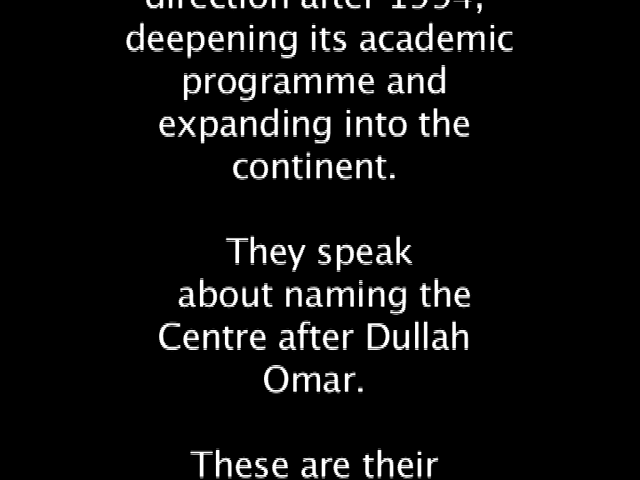 direction after 1994,
deepening its academic
programme and
expanding into the
continent.
They speak
about naming the
Centre after Dullah
Omar.
These are their